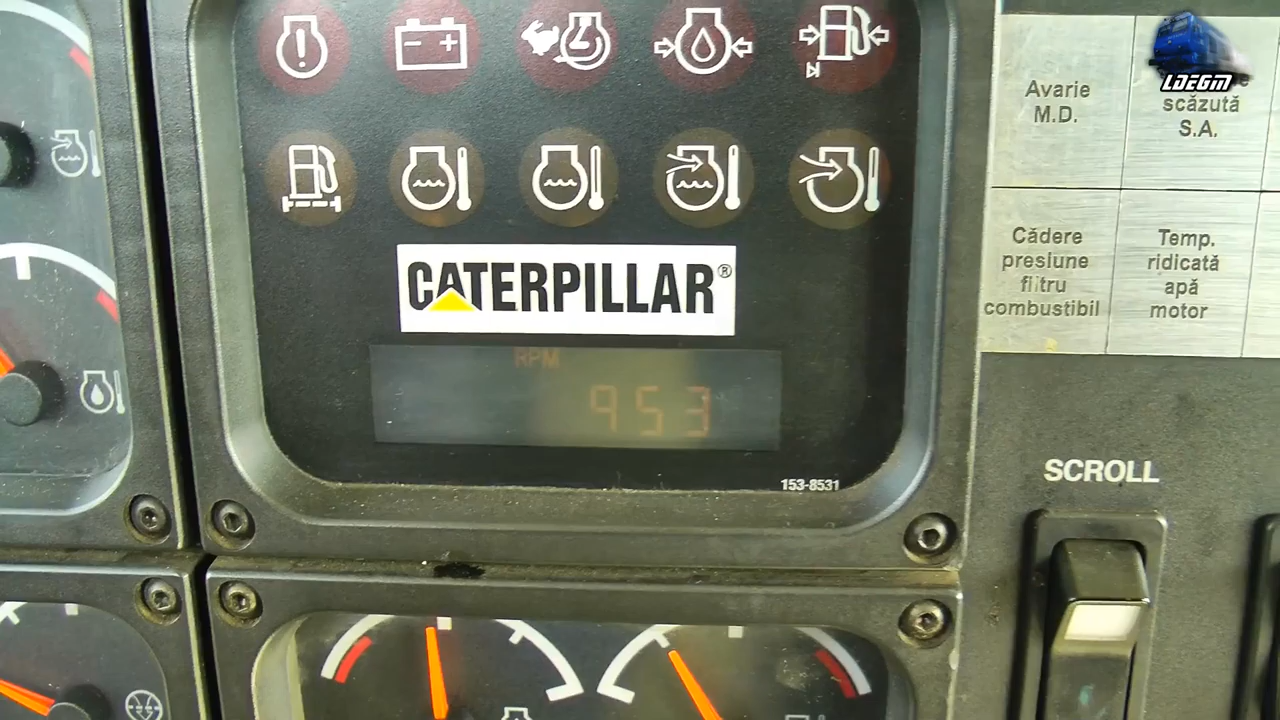 LDEGM
Avarie
M.D.
scăzută
S.A.
Cădere
presiune
filtru
combustibil
Temp.
ridicată
apă
motor
CATERPILLAR®
RPM
953
153-8531
SCROLL